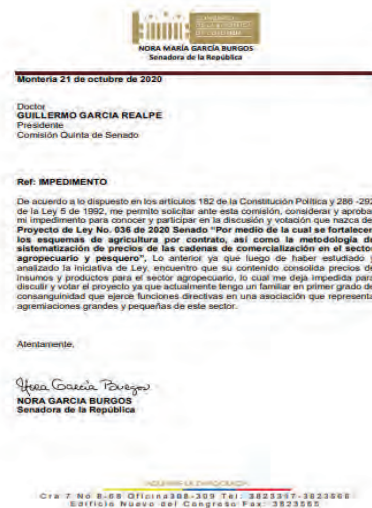 NORA MARÍA GARCÍA BURGOS
Senadora de la República
Montería 21 de octubre de 2020
Doctor
GUILLERMO GARCIA REALPE
Presidente
Comisión Quinta de Senado
Ref: IMPEDIMENTO
De acuerdo a lo dispuesto en los artículos 182 de la Constitución Política y 286 -292
de la Ley 5 de 1992, me permito solicitar ante esta comisión, considerar y aprobar
mi impedimento para conocer y participar en la discusión y votación que nazca del
Proyecto de Ley No. 036 de 2020 Senado "Por medio de la cual se fortalecen
los esquemas de agricultura por contrato, así como la metodología de
sistematización de precios de las cadenas de comercialización en el sector
agropecuario y pesquero", Lo anterior ya que luego de haber estudiado y
analizado la iniciativa de Ley, encuentro que su contenido consolida precios de
insumos y productos para el sector agropecuario, lo cual me deja impedida para
discutir y votar el proyecto ya que actualmente tengo un familiar en primer grado de
consanguinidad que ejerce funciones directivas en una asociación que representa
agremiaciones grandes y pequeñas de este sector.
Atentamente,
Nora García Burgos
NORA GARCIA BURGOS
Senadora de la República
Cra 7 No 8-68 Oficina 308-309 Tel:
Edificio Nuevo del Congreso Fax: